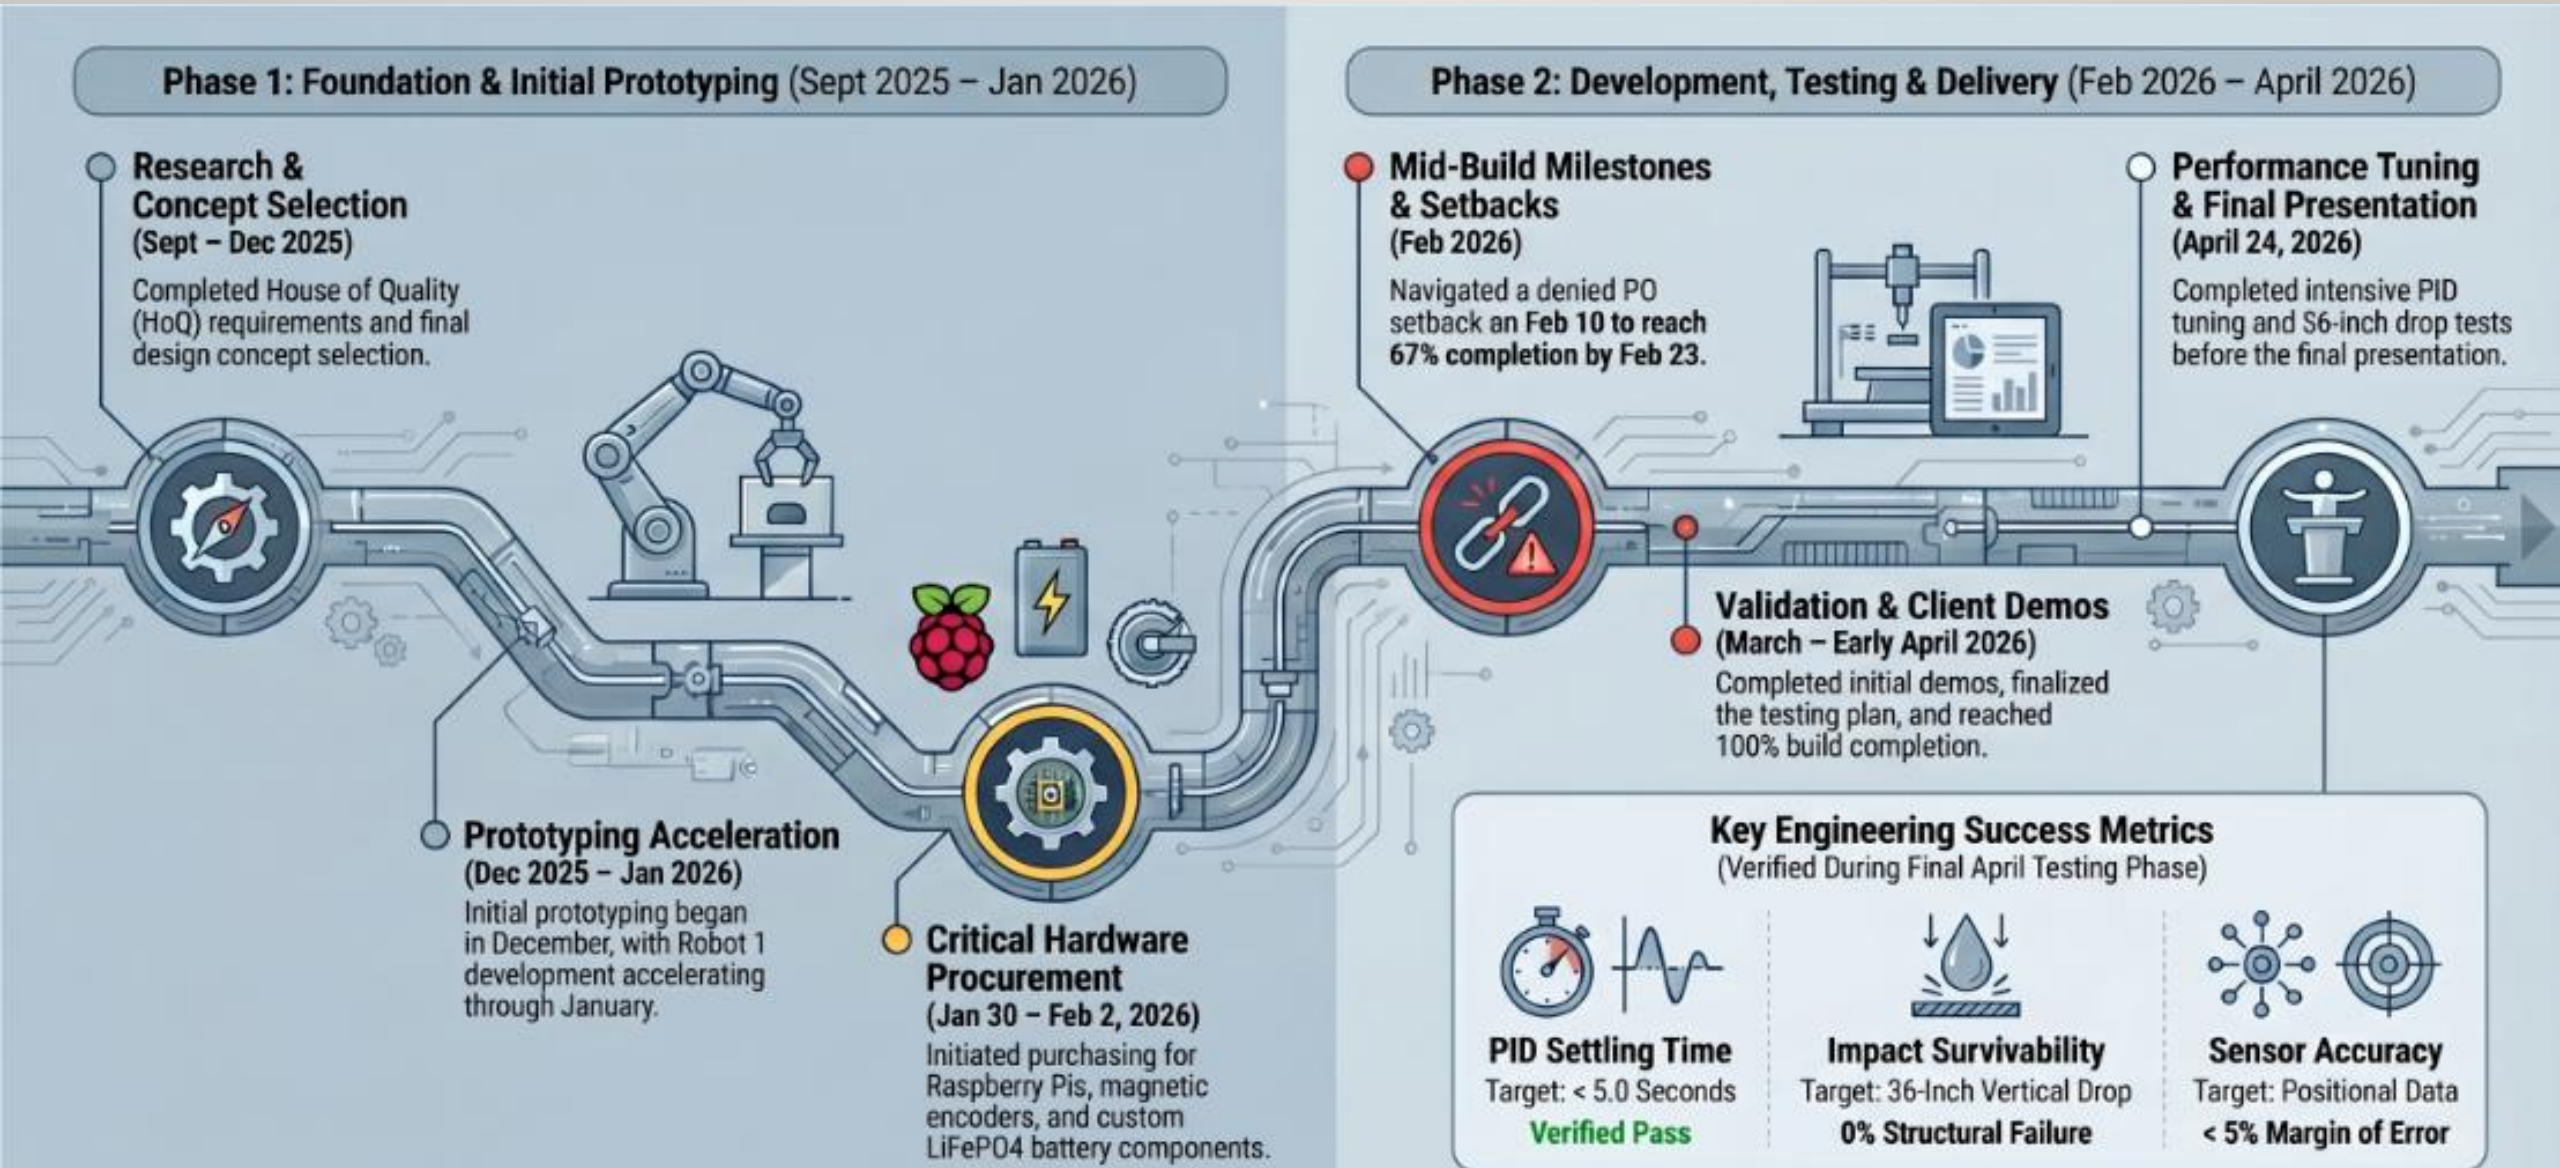 Phase 1: Foundation & Initial Prototyping (Sept 2025 – Jan 2026)
Research &
Concept Selection
(Sept – Dec 2025)
Completed House of Quality
(HoQ) requirements and final
design concept selection.
Prototyping Acceleration
(Dec 2025 – Jan 2026)
Initial prototyping began
in December, with Robot 1
development accelerating
through January.
Critical Hardware
Procurement
(Jan 30 – Feb 2, 2026)
Initiated purchasing for
Raspberry Pis, magnetic
encoders, and custom
LiFePO4 battery components.
Phase 2: Development, Testing & Delivery (Feb 2026 – April 2026)
Mid-Build Milestones
& Setbacks
(Feb 2026)
Navigated a denied PO
setback an Feb 10 to reach
67% completion by Feb 23.
Validation & Client Demos
(March – Early April 2026)
Completed initial demos, finalized
the testing plan, and reached
100% build completion.
Performance Tuning
& Final Presentation
(April 24, 2026)
Completed intensive PID
tuning and S6-inch drop tests
before the final presentation.
Key Engineering Success Metrics
(Verified During Final April Testing Phase)
PID Settling Time
Target: < 5.0 Seconds
Verified Pass
Impact Survivability
Target: 36-Inch Vertical Drop
0% Structural Failure
Sensor Accuracy
Target: Positional Data
< 5% Margin of Error